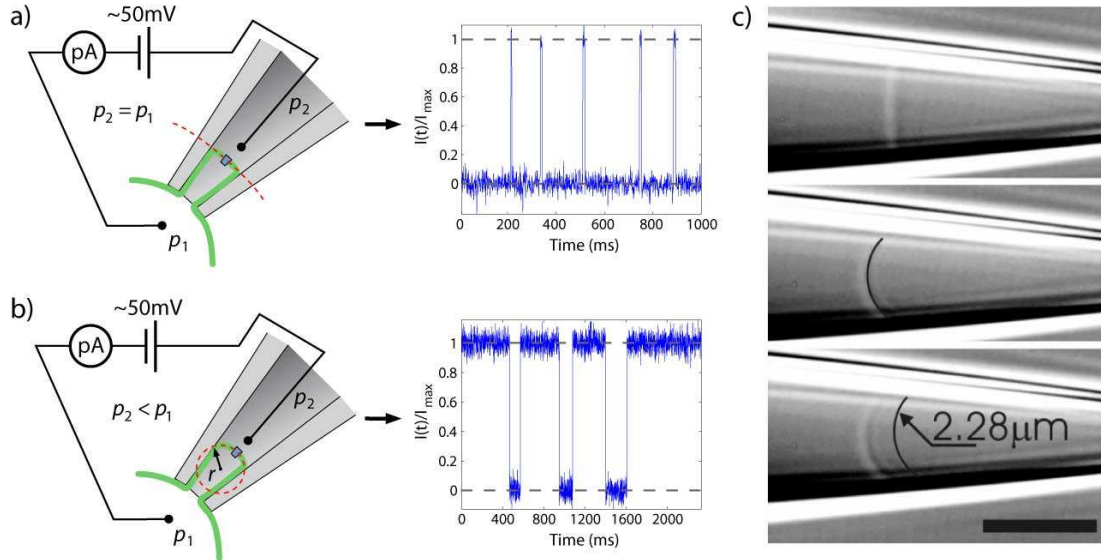 a)
~50mV
pA
p₂ = p₁
p₂
p₁
I(t)/I_max
1
0.8
0.6
0.4
0.2
0
0 200 400 600 800 1000
Time (ms)
b)
~50mV
pA
p₂ < p₁
p₂
r
p₁
I(t)/I_max
1
0.8
0.6
0.4
0.2
0
0 400 800 1200 1600 2000
Time (ms)
c)
2.28μm